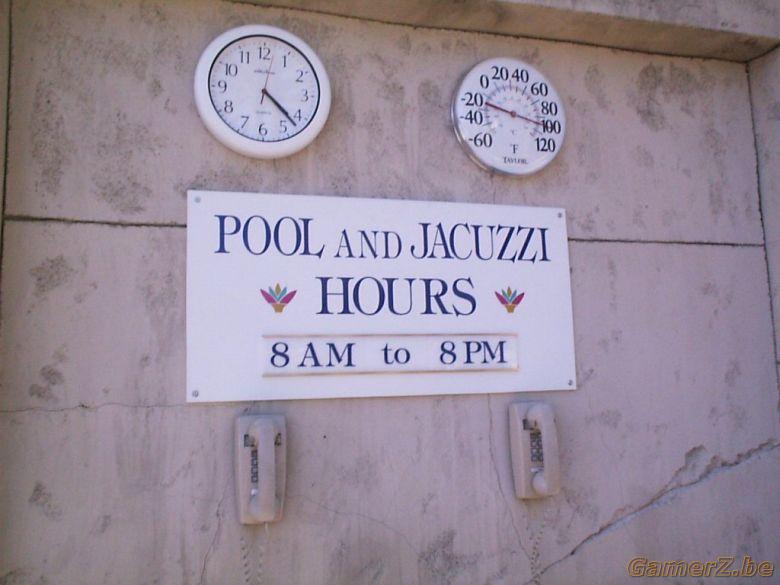 12
11 1
10 2
9 3
8 4
7 5
6
20 40
0 60
-20 80
-40 100
-60 120
°C
°F
TAYLOR
POOL AND JACUZZI
HOURS
8 AM to 8 PM
GamerZ.be